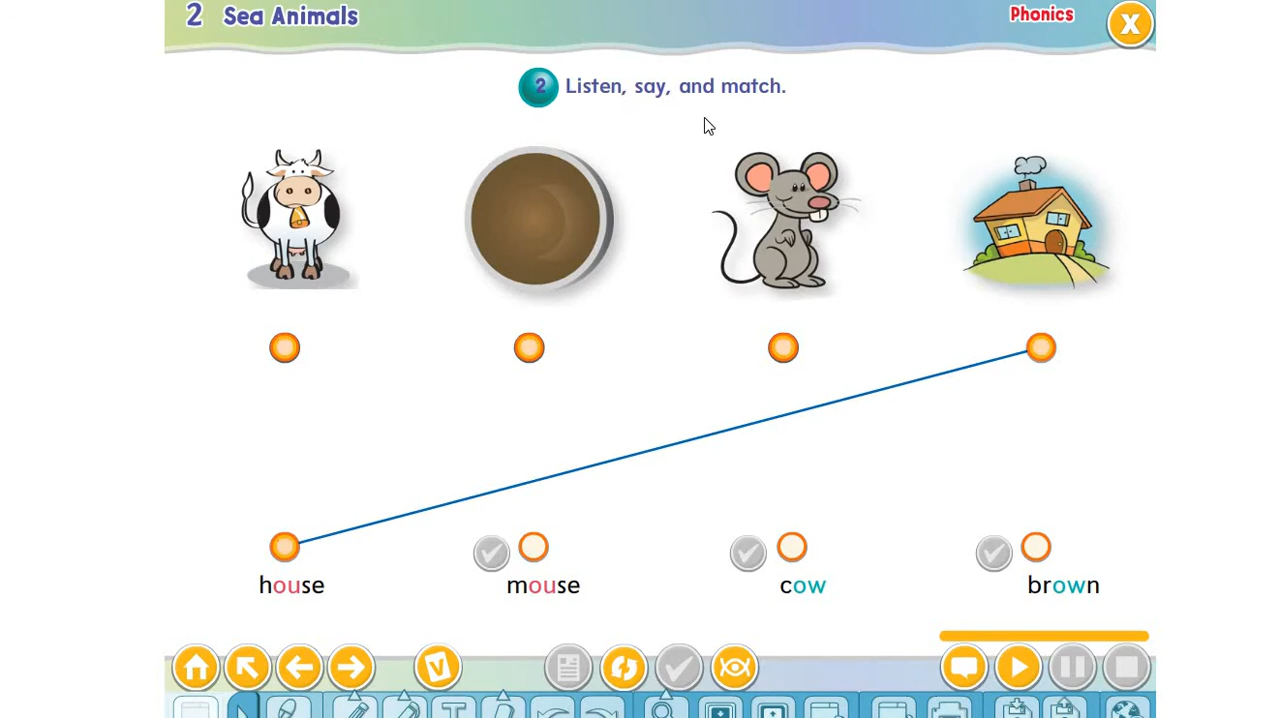 2 Sea Animals
Phonics
X
2 Listen, say, and match.
house
mouse
cow
brown
V
T